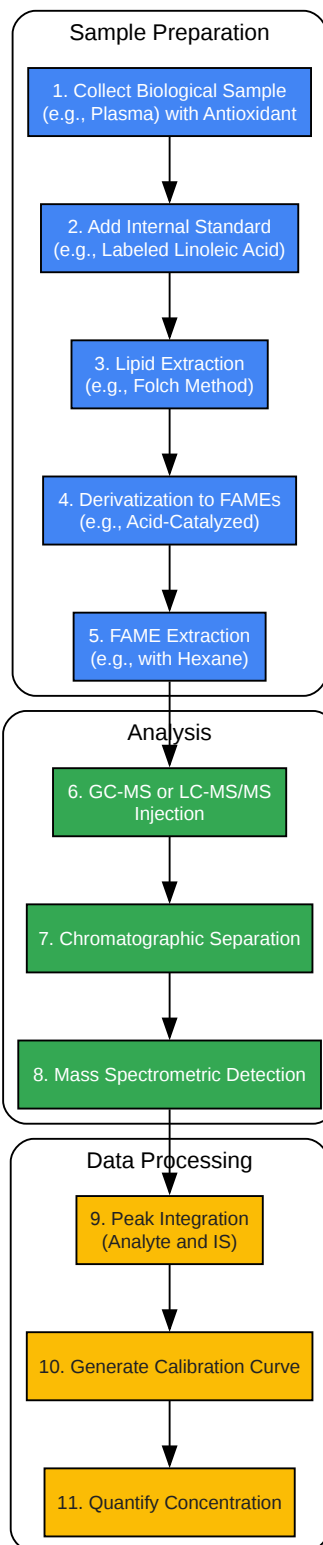 Sample Preparation
1. Collect Biological Sample
(e.g., Plasma) with Antioxidant
2. Add Internal Standard
(e.g., Labeled Linoleic Acid)
3. Lipid Extraction
(e.g., Folch Method)
4. Derivatization to FAMEs
(e.g., Acid-Catalyzed)
5. FAME Extraction
(e.g., with Hexane)
Analysis
6. GC-MS or LC-MS/MS
Injection
7. Chromatographic Separation
8. Mass Spectrometric Detection
Data Processing
9. Peak Integration
(Analyte and IS)
10. Generate Calibration Curve
11. Quantify Concentration